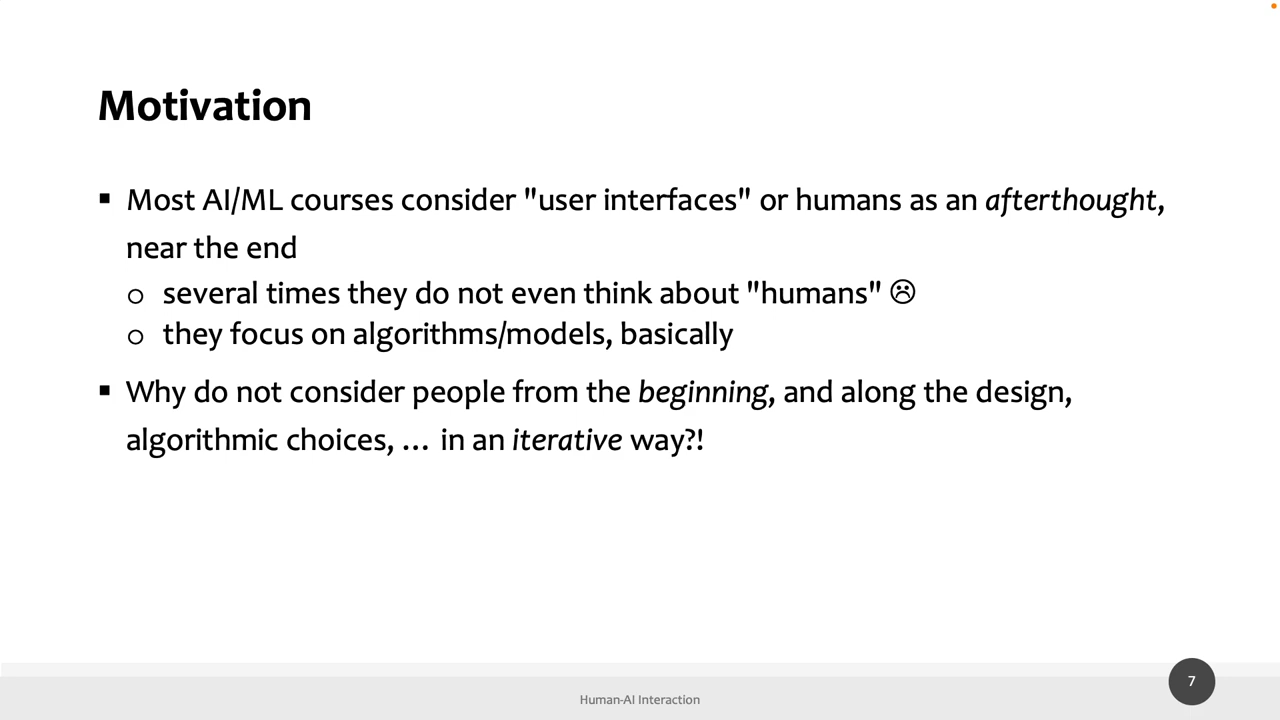 Motivation
▪ Most AI/ML courses consider "user interfaces" or humans as an afterthought,
near the end
o several times they do not even think about "humans" ☹
o they focus on algorithms/models, basically
▪ Why do not consider people from the beginning, and along the design,
algorithmic choices, … in an iterative way?!
Human-AI Interaction
7